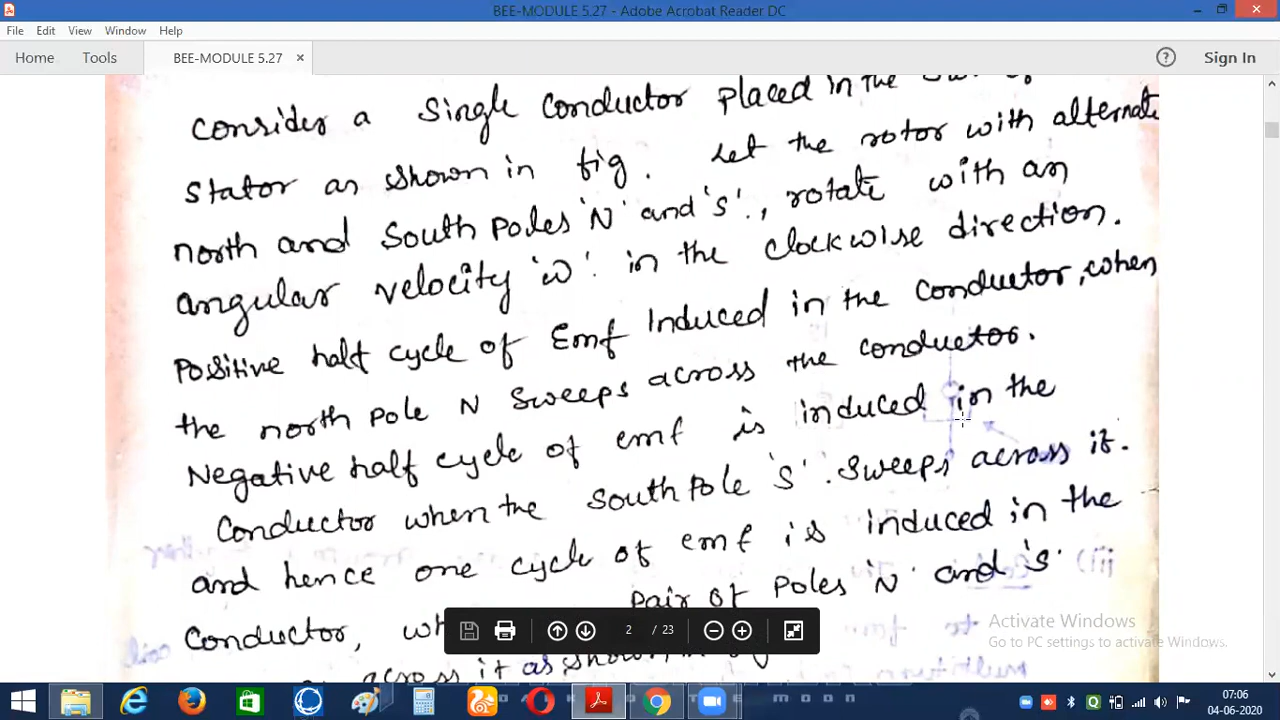 BEE-MODULE 5.27 - Adobe Acrobat Reader DC
File Edit View Window Help
Home Tools BEE-MODULE 5.27 × ? Sign In
consider a Single Conductor placed in the
stator as shown in fig. Let the rotor with alternate
north and South Poles 'N' and 's'., rotate with an
angular velocity 'ω'. in the clockwise direction.
Positive half cycle of Emf Induced in the conductor, when
the north pole N Sweeps across the conductor.
Negative half cycle of emf is induced in the
Conductor when the South Pole 's'. Sweeps across it.
and hence one cycle of emf is induced in the
Conductor, pair of Poles 'N' and 's'
across it as shown in
2 / 23
Activate Windows
Go to PC settings to activate Windows.
07:06
04-06-2020